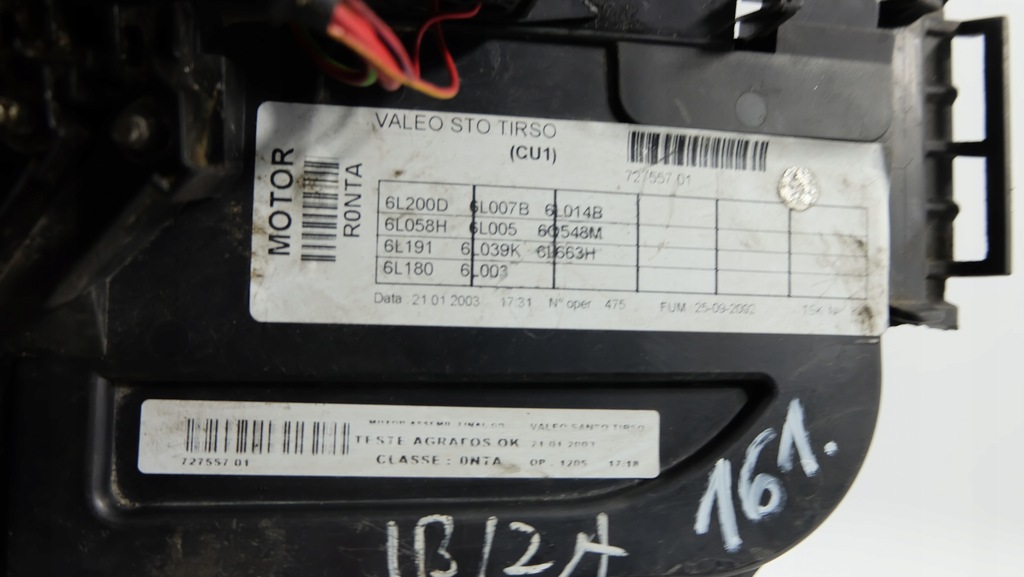 VALEO STO TIRSO
(CU1)
MOTOR
R0NTA
727557 01
6L200D 6L007B 6L014B
6L058H 6L005 6Q548M
6L191 6L039K 6L663H
6L180 6L003
Data : 21 01 2003 17:31 Nº oper : 475 FUM : 25-09-2002
VALEO SANTO TIRSO
TESTE AGRAFOS OK 21 01 2003
727557 01 CLASSE : 0NTA OP . 1205 17:18
161.
IBIZA